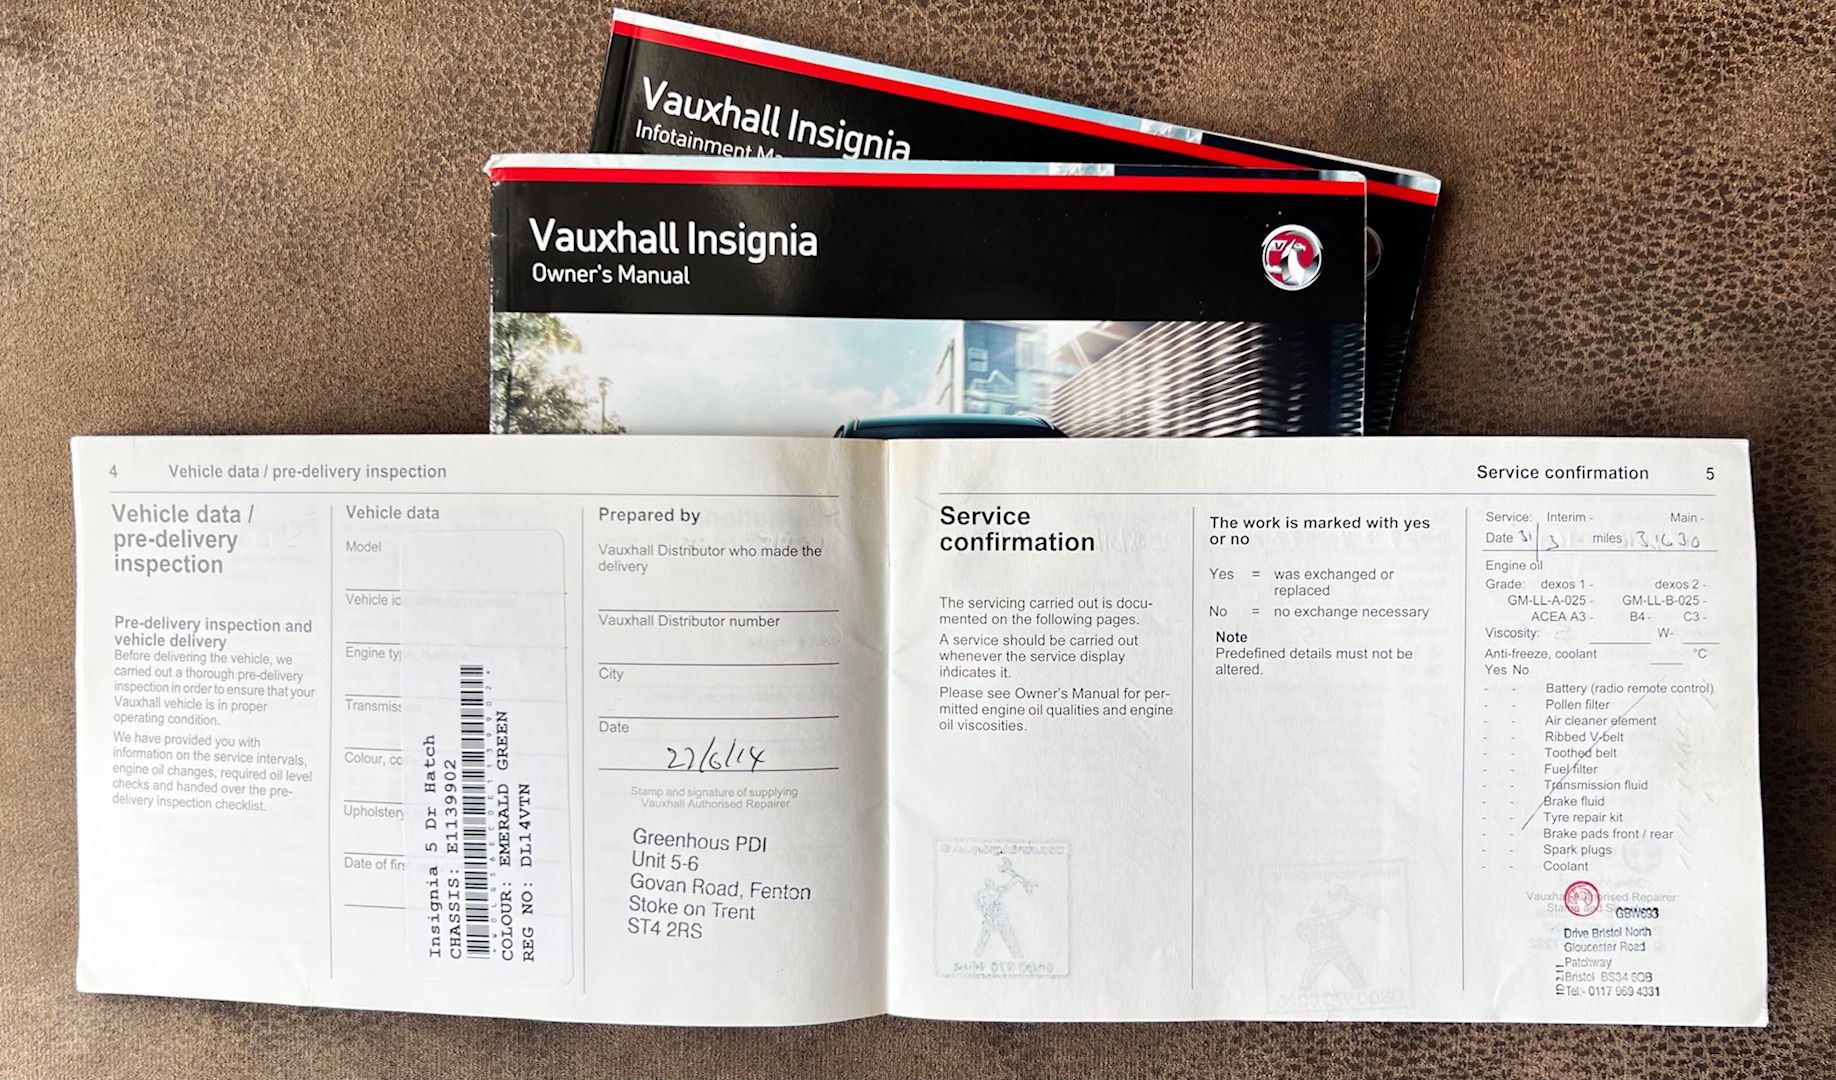 Vauxhall Insignia
Infotainment
Vauxhall Insignia
Owner's Manual
4 Vehicle data / pre-delivery inspection
Vehicle data /
pre-delivery
inspection
Pre-delivery inspection and
vehicle delivery
Before delivering the vehicle, we
carried out a thorough pre-delivery
inspection in order to ensure that your
Vauxhall vehicle is in proper
operating condition.
We have provided you with
information on the service intervals,
engine oil changes, required oil level
checks and handed over the pre-
delivery inspection checklist.
Vehicle data
Model
Vehicle
Engine
Colour,
Date of
Insignia 5 Dr Hatch
CHASSIS: E1139902
COLOUR: EMERALD GREEN
REG NO: DL14VTN
Prepared by
Vauxhall Distributor who made the
delivery
Vauxhall Distributor number
City
Date
27/6/14
Stamp and signature of supplying
Vauxhall Authorised Repairer
Greenhous PDI
Unit 5-6
Govan Road, Fenton
Stoke on Trent
ST4 2RS
Service confirmation 5
Service
confirmation
The servicing carried out is docu-
mented on the following pages.
A service should be carried out
whenever the service display
indicates it.
Please see Owner's Manual for per-
mitted engine oil qualities and engine
oil viscosities.
The work is marked with yes
or no
Yes = was exchanged or
replaced
No = no exchange necessary
Note
Predefined details must not be
altered.
Service: Interim - Main -
Date 31/3 miles 13,630
Engine oil
Grade: dexos 1 - dexos 2 -
GM-LL-A-025 - GM-LL-B-025 -
ACEA A3 - B4 - C3 -
Viscosity: W-
Anti-freeze, coolant °C
Yes No
- - Battery (radio remote control)
- - Pollen filter
- - Air cleaner element
- - Ribbed V-belt
- - Toothed belt
- - Fuel filter
- - Transmission fluid
- - Brake fluid
- - Tyre repair kit
- - Brake pads front / rear
- - Spark plugs
- - Coolant
Repairer
GBW693
Drive Bristol North
Gloucester Road
Patchway
Bristol BS34 6QB
Tel:- 0117 969 4331